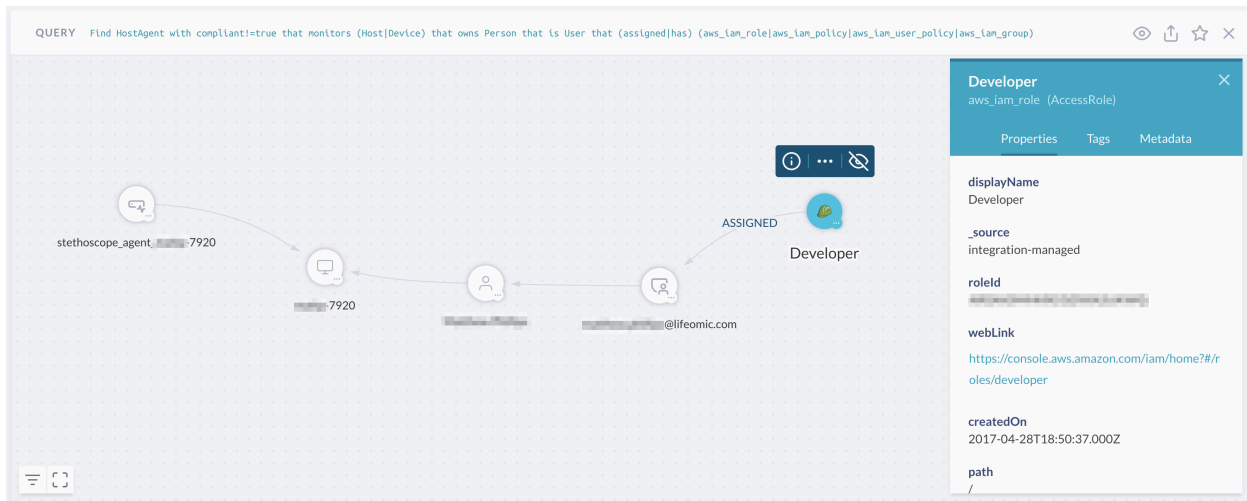 QUERY Find HostAgent with compliant!=true that monitors (Host|Device) that owns Person that is User that (assigned|has) (aws_iam_role|aws_iam_policy|aws_iam_user_policy|aws_iam_group)
Developer
aws_iam_role (AccessRole)
Properties Tags Metadata
displayName
Developer
_source
integration-managed
roleId
webLink
https://console.aws.amazon.com/iam/home?#/r
oles/developer
createdOn
2017-04-28T18:50:37.000Z
path
/
ASSIGNED
Developer
stethoscope_agent_ -7920
-7920
@lifeomic.com